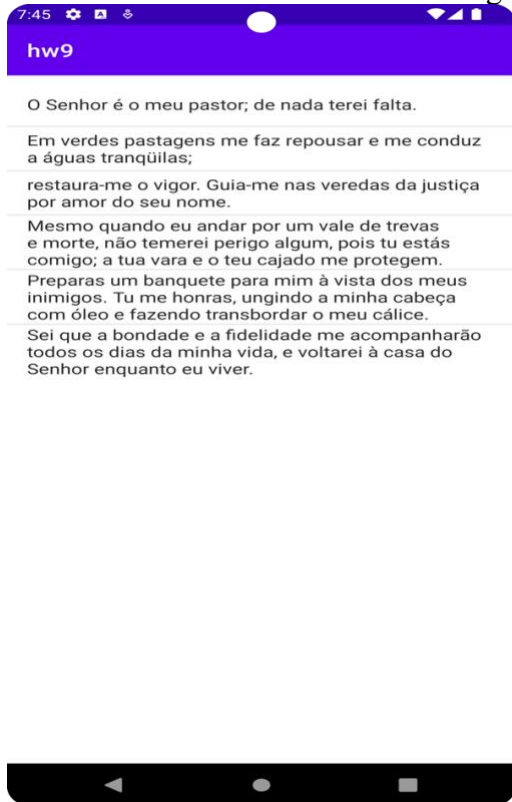 7:45
hw9
O Senhor é o meu pastor; de nada terei falta.
Em verdes pastagens me faz repousar e me conduz
a águas tranqüilas;
restaura-me o vigor. Guia-me nas veredas da justiça
por amor do seu nome.
Mesmo quando eu andar por um vale de trevas
e morte, não temerei perigo algum, pois tu estás
comigo; a tua vara e o teu cajado me protegem.
Preparas um banquete para mim à vista dos meus
inimigos. Tu me honras, ungindo a minha cabeça
com óleo e fazendo transbordar o meu cálice.
Sei que a bondade e a fidelidade me acompanharão
todos os dias da minha vida, e voltarei à casa do
Senhor enquanto eu viver.